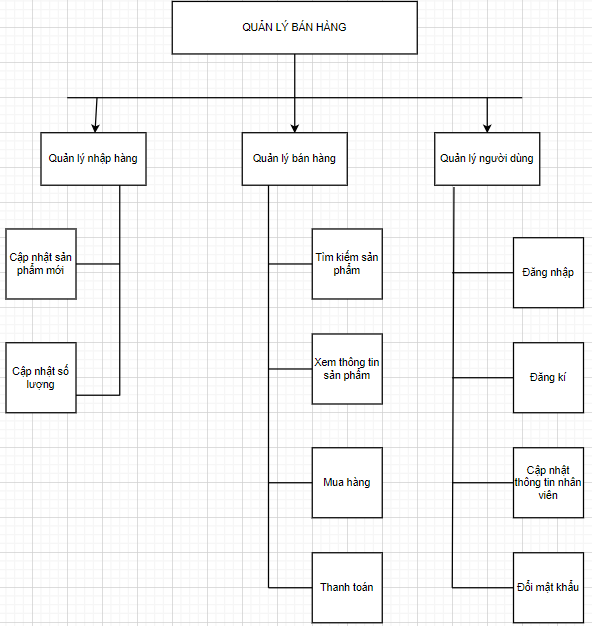 QUẢN LÝ BÁN HÀNG
Quản lý nhập hàng
Quản lý bán hàng
Quản lý người dùng
Cập nhật sản
phẩm mới
Cập nhật số
lượng
Tìm kiếm sản
phẩm
Xem thông tin
sản phẩm
Mua hàng
Thanh toán
Đăng nhập
Đăng kí
Cập nhật
thông tin nhân
viên
Đổi mật khẩu